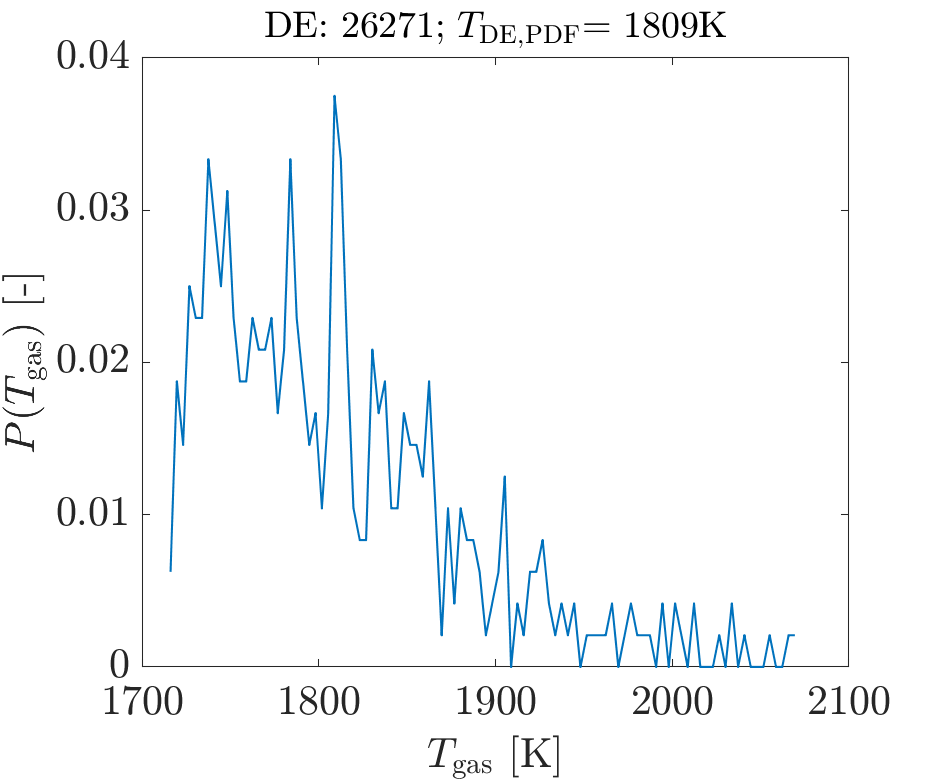 DE: 26271; T_DE,PDF= 1809K
0.04
0.03
0.02
0.01
0
P(T_gas) [-]
1700 1800 1900 2000 2100
T_gas [K]